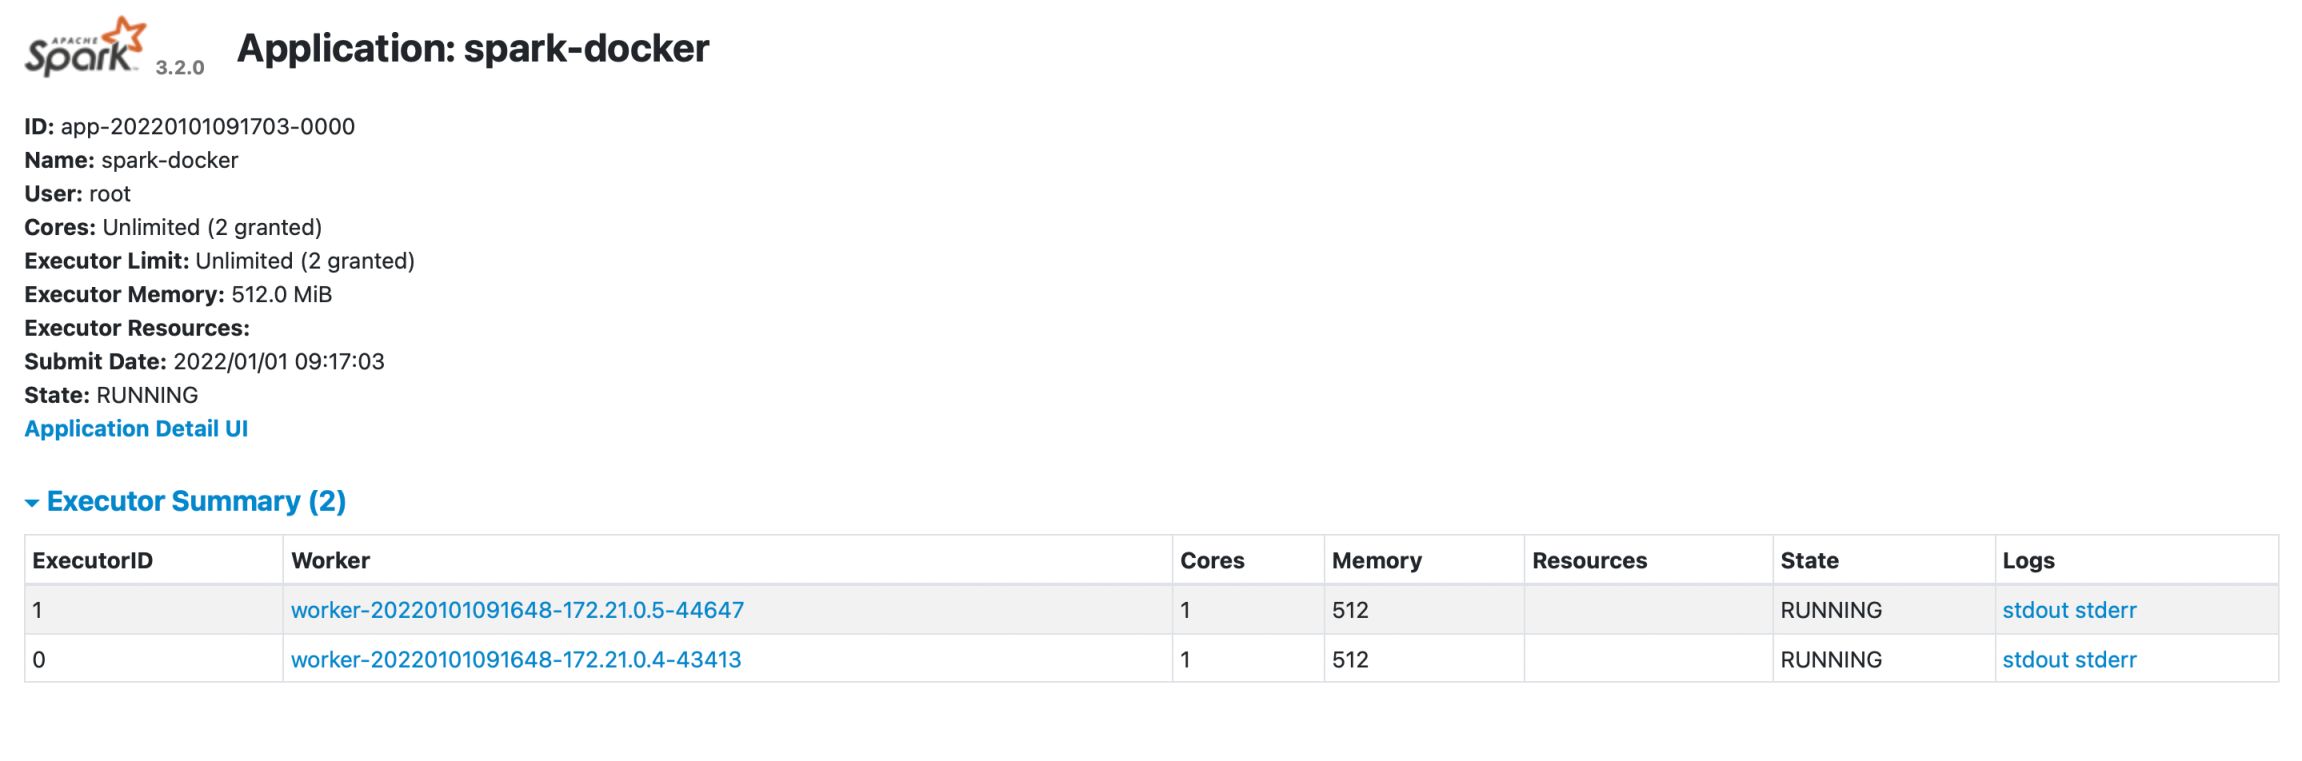 APACHE
Spark 3.2.0 Application: spark-docker
ID: app-20220101091703-0000
Name: spark-docker
User: root
Cores: Unlimited (2 granted)
Executor Limit: Unlimited (2 granted)
Executor Memory: 512.0 MiB
Executor Resources:
Submit Date: 2022/01/01 09:17:03
State: RUNNING
Application Detail UI
Executor Summary (2)
ExecutorID Worker Cores Memory Resources State Logs
1 worker-20220101091648-172.21.0.5-44647 1 512 RUNNING stdout stderr
0 worker-20220101091648-172.21.0.4-43413 1 512 RUNNING stdout stderr